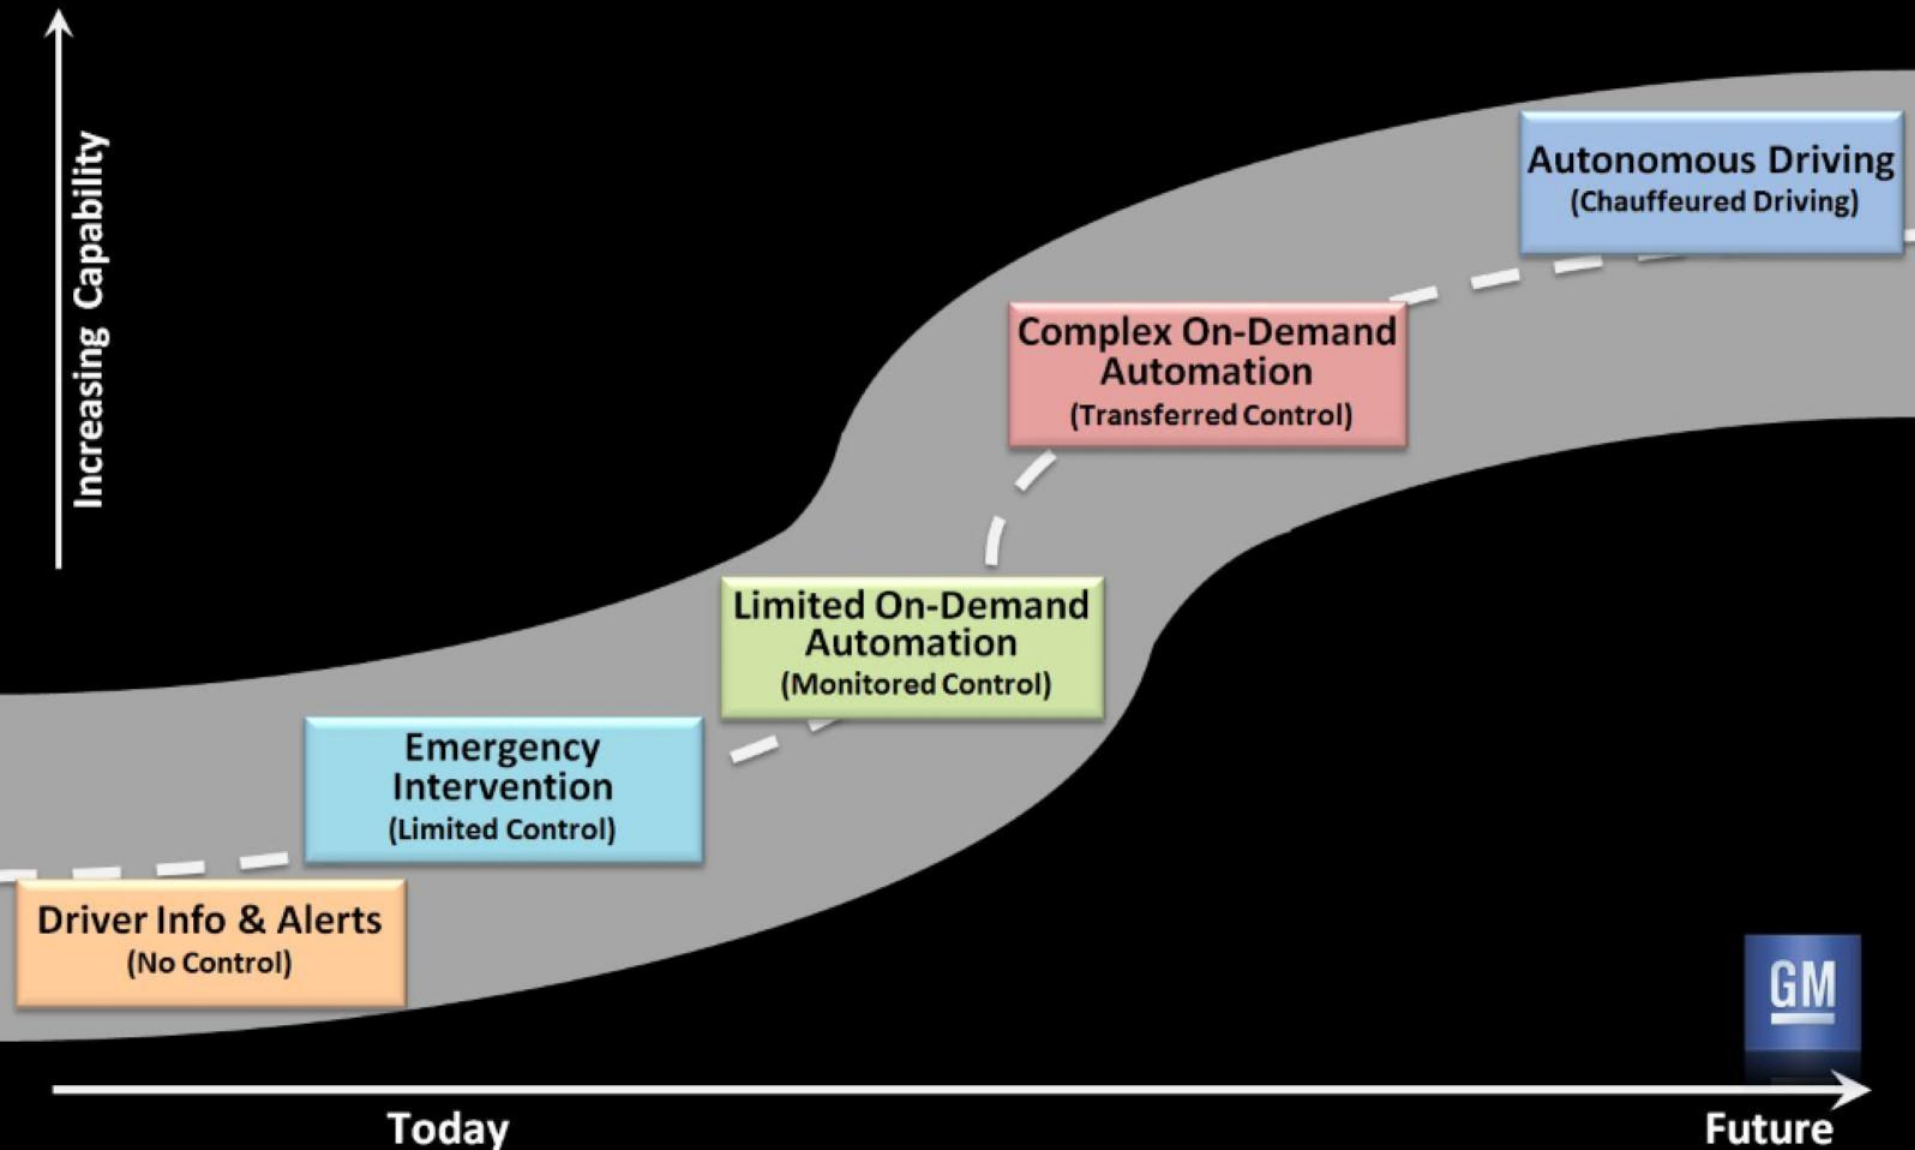 Increasing Capability
Autonomous Driving
(Chauffeured Driving)
Complex On-Demand
Automation
(Transferred Control)
Limited On-Demand
Automation
(Monitored Control)
Emergency
Intervention
(Limited Control)
Driver Info & Alerts
(No Control)
GM
Today
Future